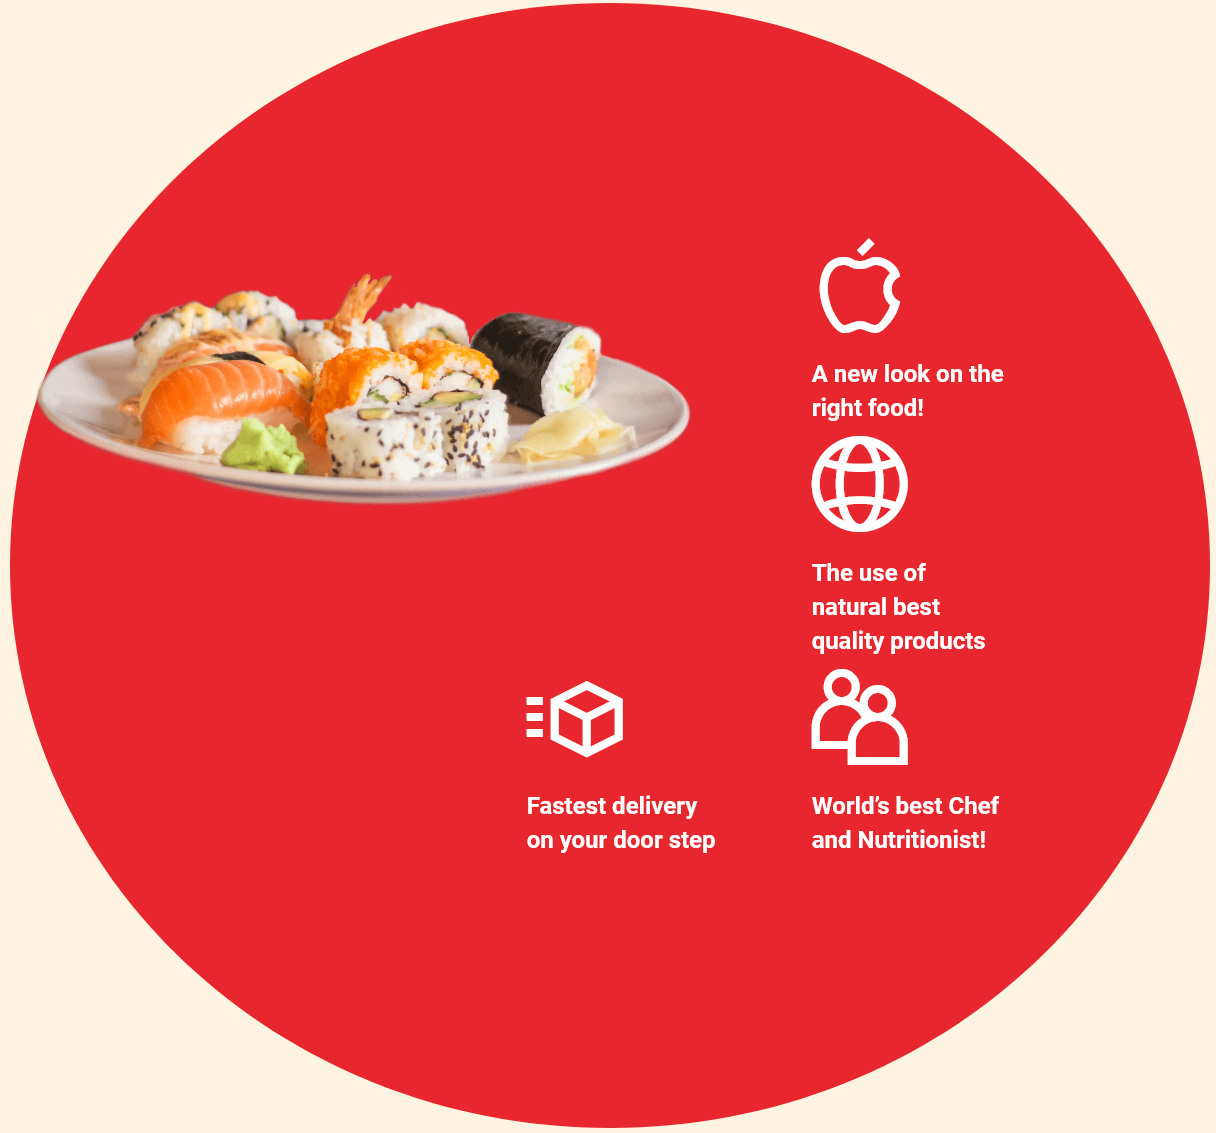 A new look on the
right food!
The use of
natural best
quality products
Fastest delivery
on your door step
World’s best Chef
and Nutritionist!